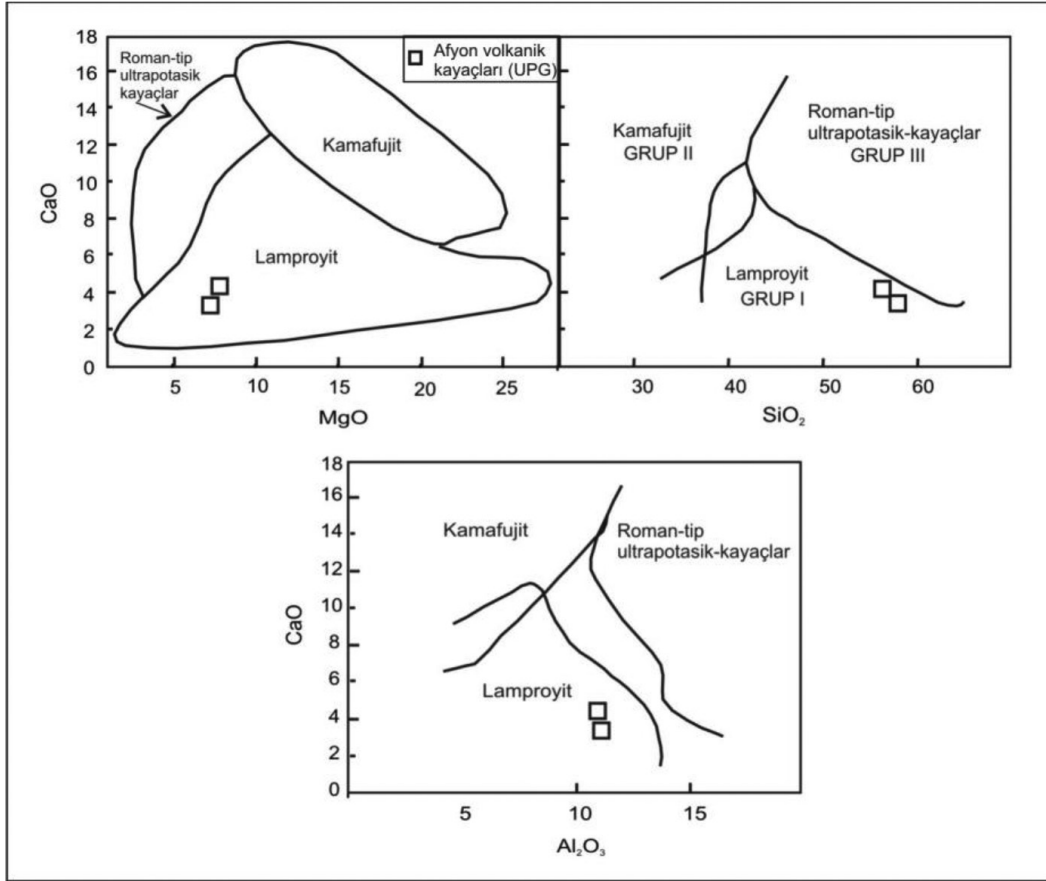 18
16
14
12
10
8
6
4
2
0
CaO
Roman-tip
ultrapotasik
kayaçlar
Afyon volkanik
kayaçları (UPG)
Kamafujit
Lamproyit
5
10
15
20
25
MgO
Kamafujit
GRUP II
Roman-tip
ultrapotasik-kayaçlar
GRUP III
Lamproyit
GRUP I
30
40
50
60
SiO₂
18
16
14
12
10
8
6
4
2
0
CaO
Kamafujit
Roman-tip
ultrapotasik-kayaçlar
Lamproyit
5
10
15
Al₂O₃